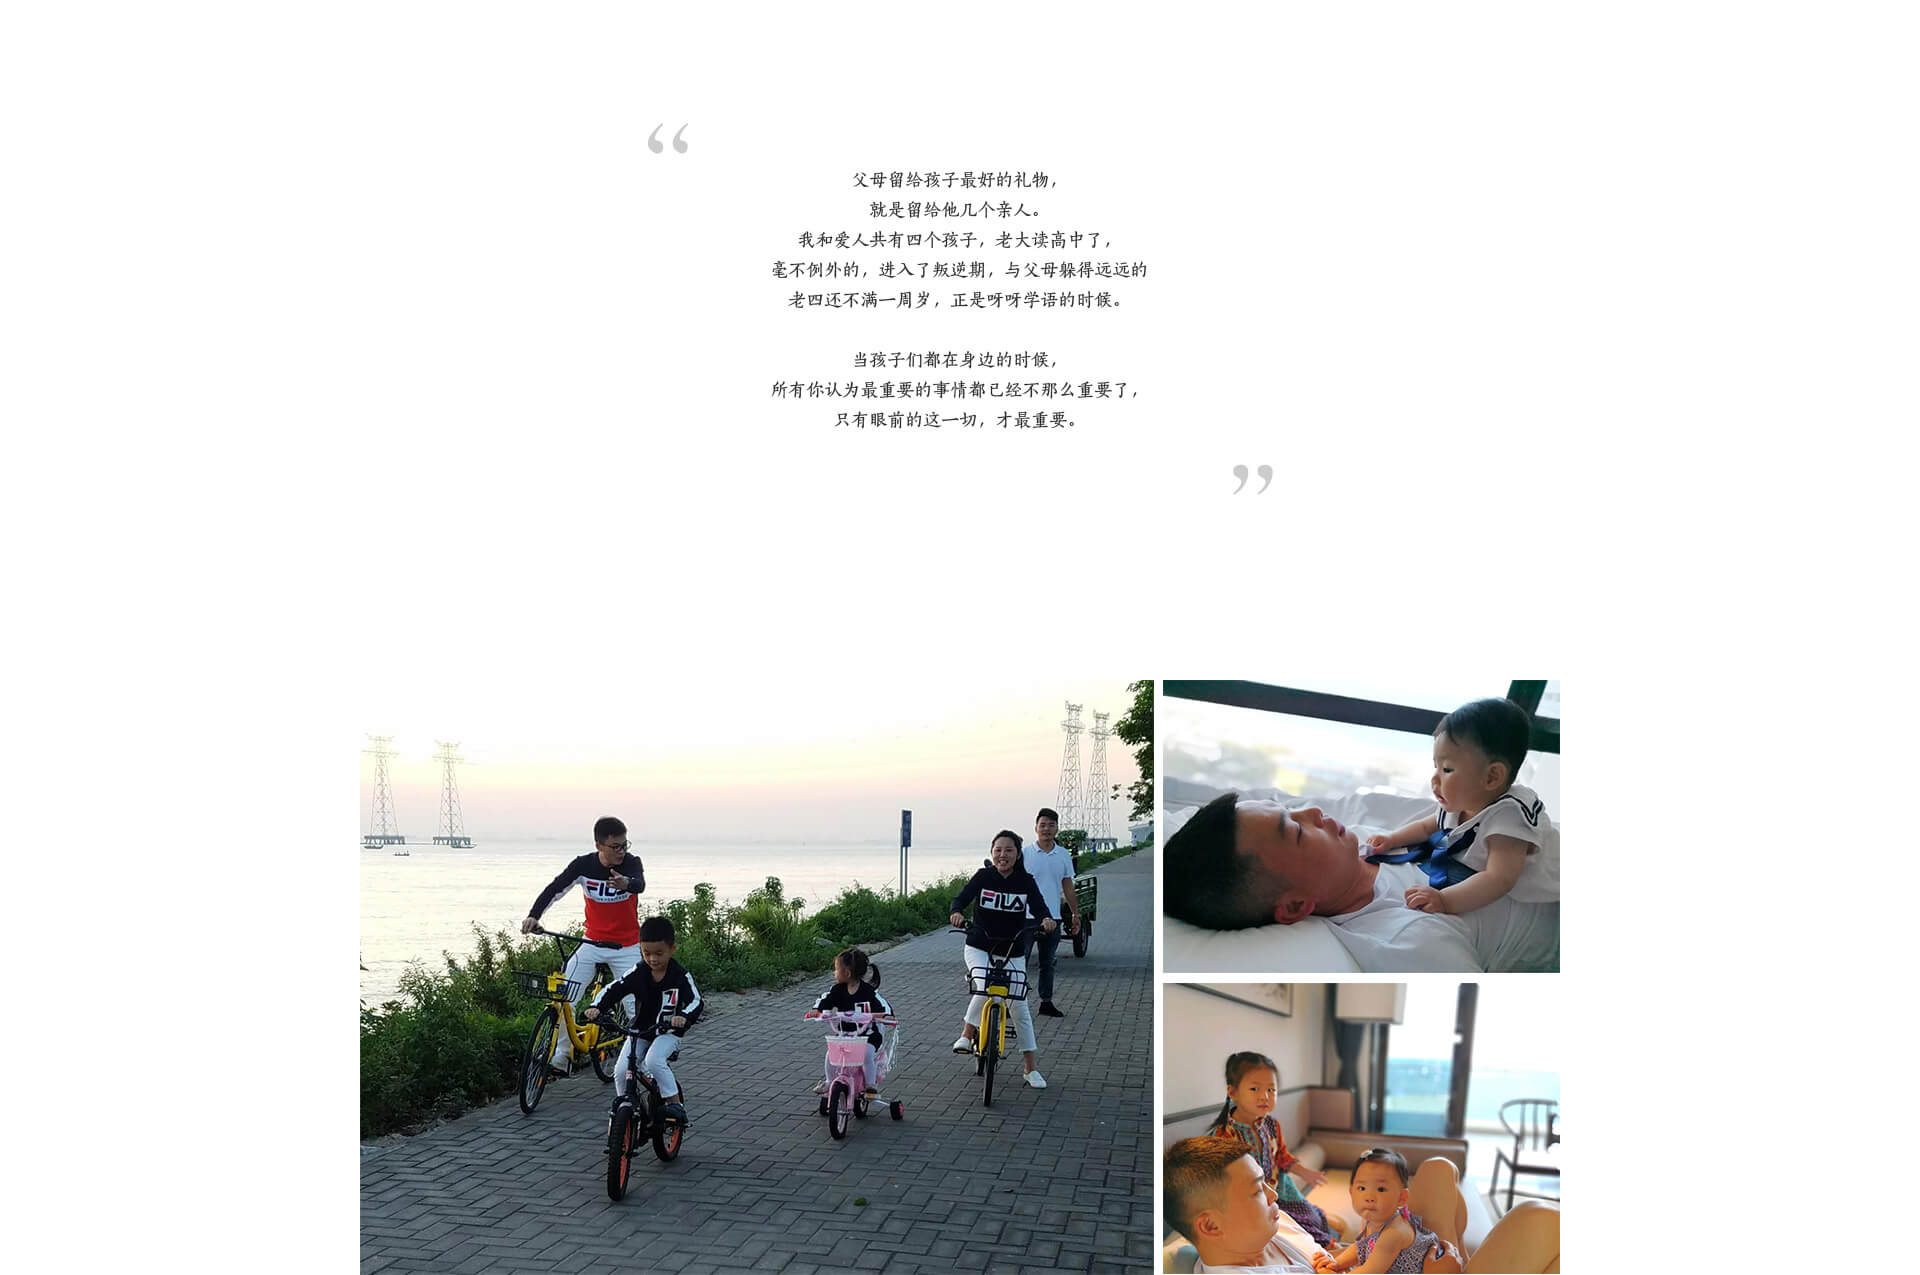 “
父母留给孩子最好的礼物，
就是留给他几个亲人。
我和爱人共有四个孩子，老大读高中了，
毫不例外的，进入了叛逆期，与父母躲得远远的
老四还不满一周岁，正是呀呀学语的时候。
当孩子们都在身边的时候，
所有你认为最重要的事情都已经不那么重要了，
只有眼前的这一切，才最重要。
”
FILA
FILA